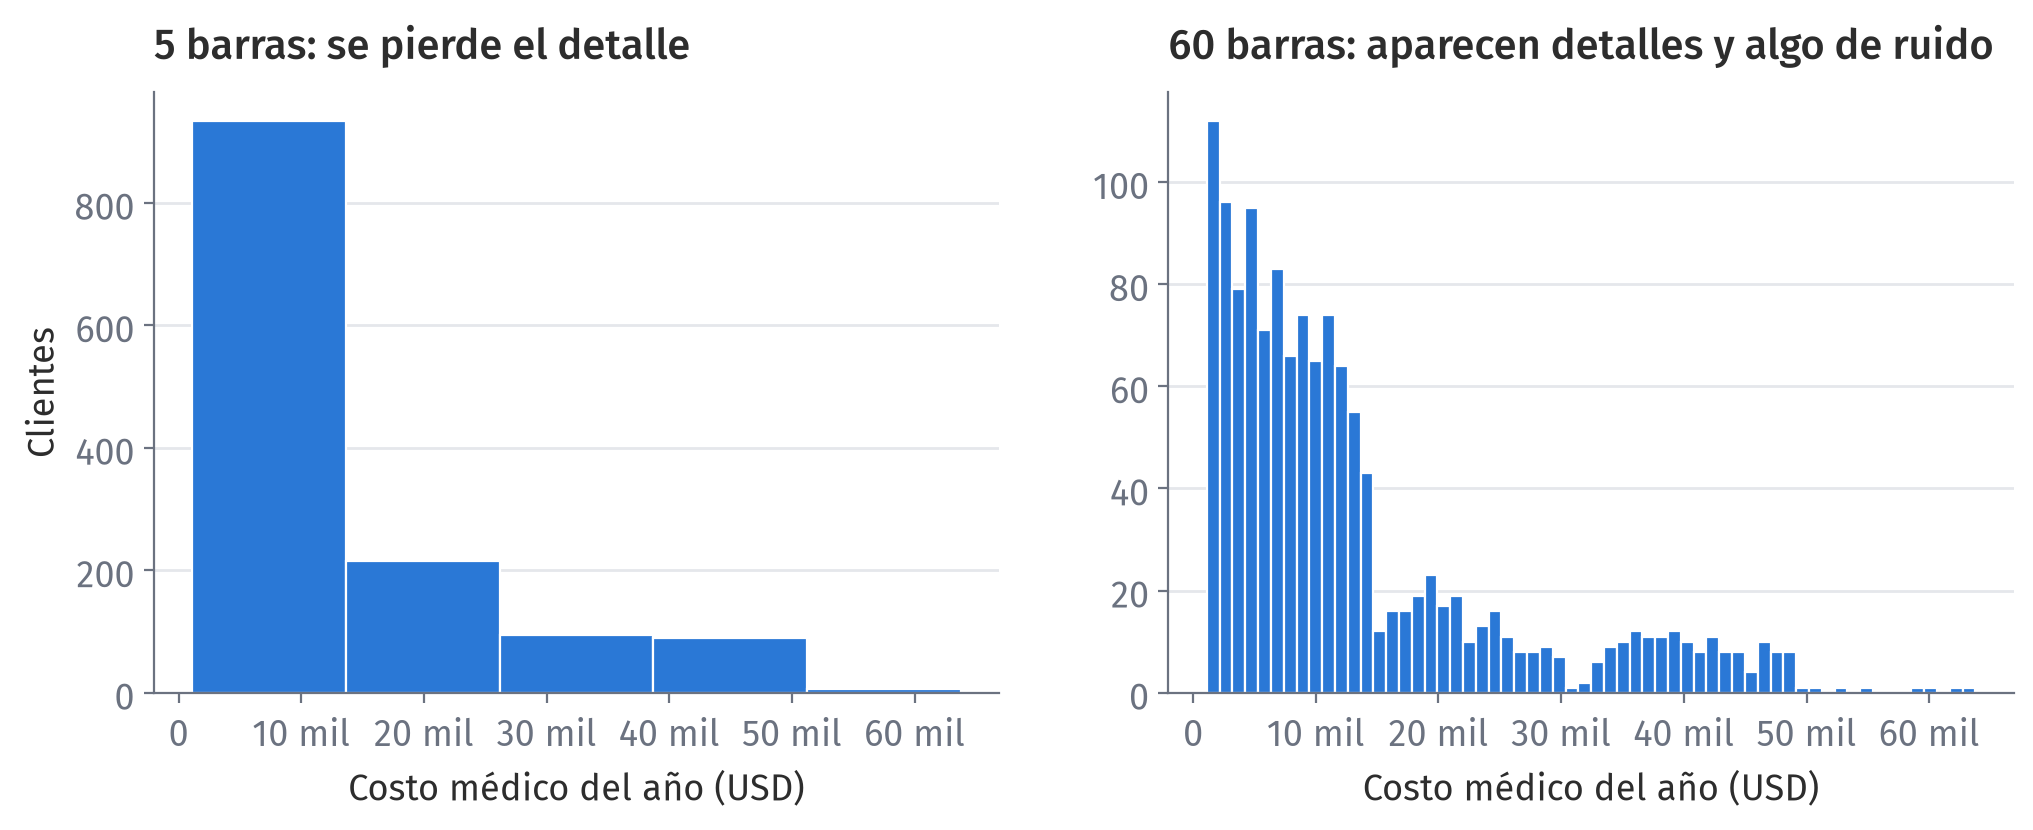 5 barras: se pierde el detalle
Clientes
800
600
400
200
0
0 10 mil 20 mil 30 mil 40 mil 50 mil 60 mil
Costo médico del año (USD)
60 barras: aparecen detalles y algo de ruido
100
80
60
40
20
0
0 10 mil 20 mil 30 mil 40 mil 50 mil 60 mil
Costo médico del año (USD)